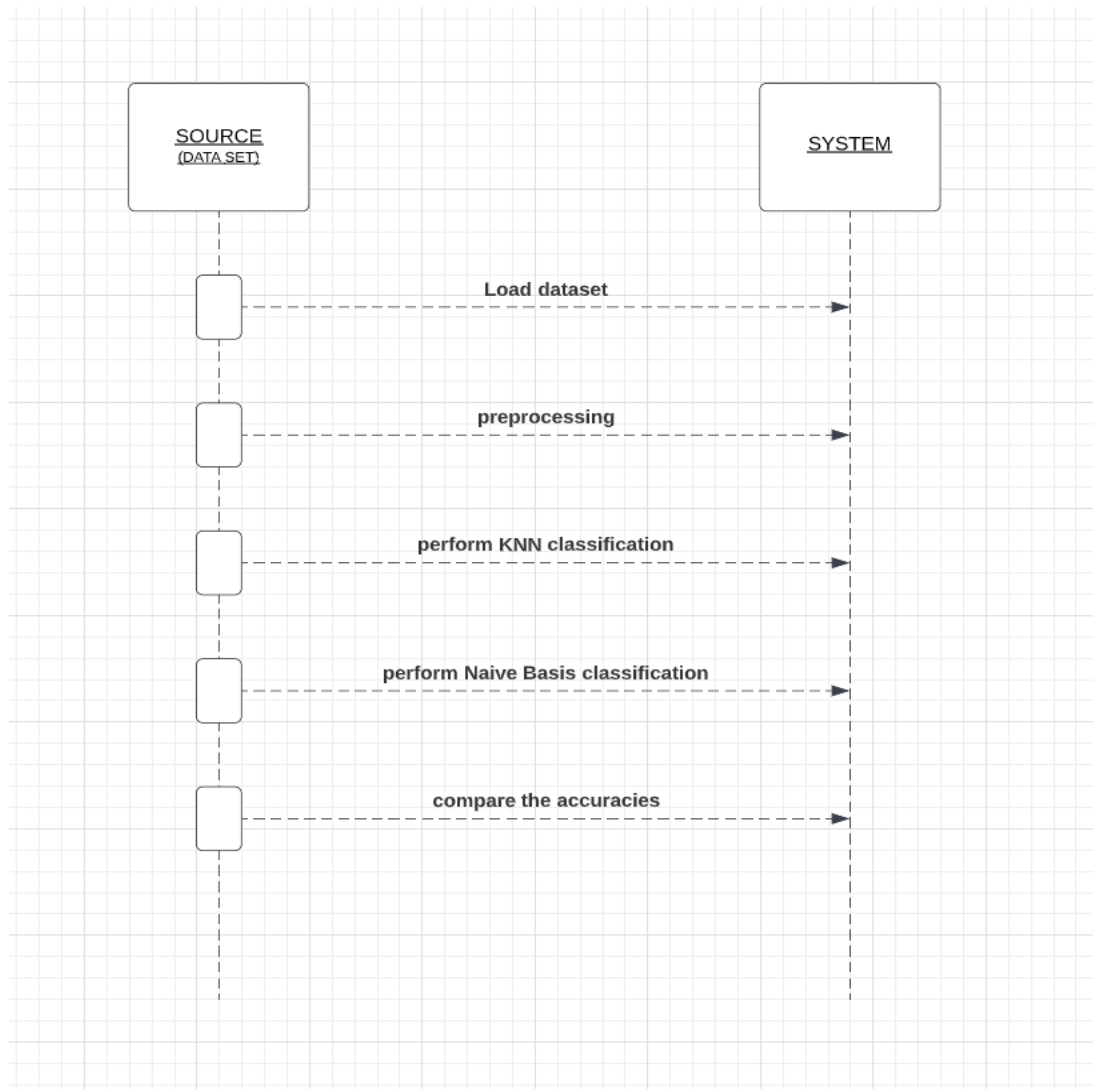 SOURCE
(DATA SET)
SYSTEM
Load dataset
preprocessing
perform KNN classification
perform Naive Basis classification
compare the accuracies